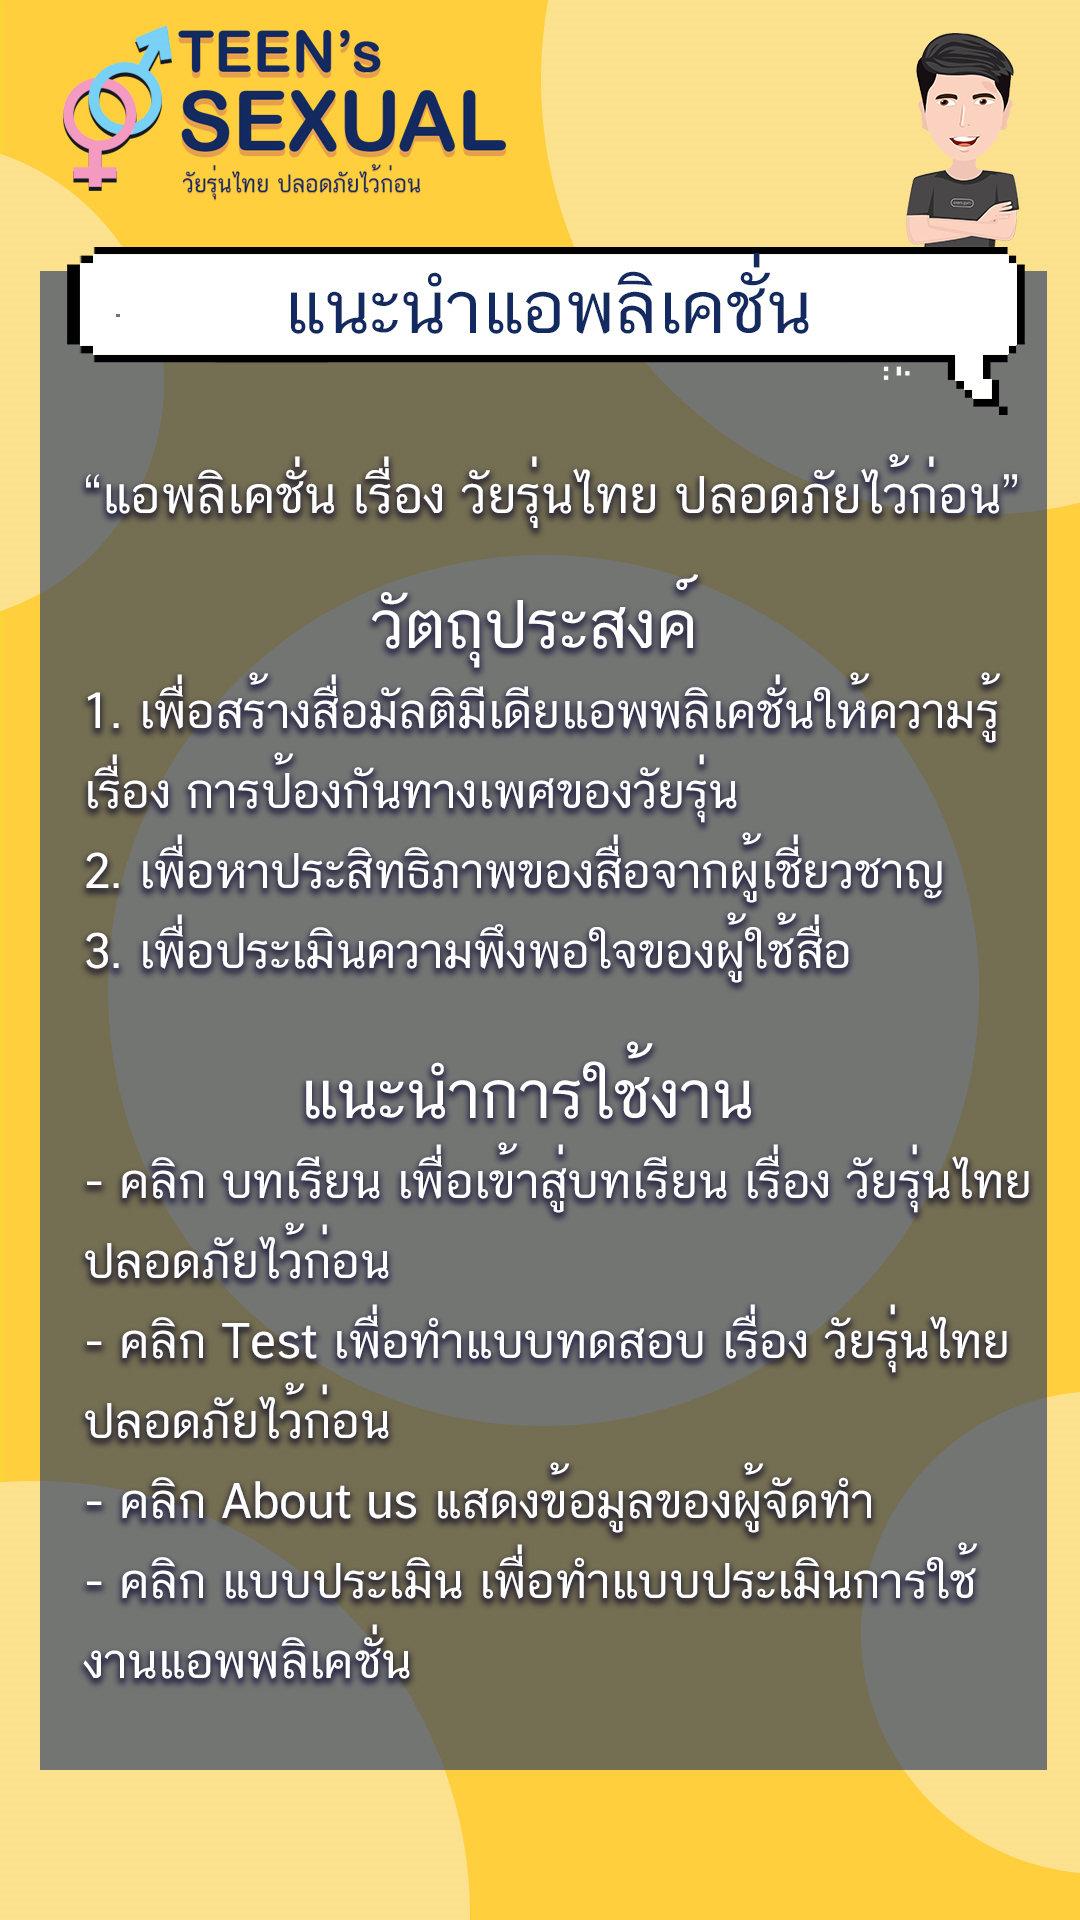 TEEN's
SEXUAL
วัยรุ่นไทย ปลอดภัยไว้ก่อน
แนะนำแอพลิเคชั่น
“แอพลิเคชั่น เรื่อง วัยรุ่นไทย ปลอดภัยไว้ก่อน”
วัตถุประสงค์
1. เพื่อสร้างสื่อมัลติมีเดียแอพพลิเคชั่นให้ความรู้
เรื่อง การป้องกันทางเพศของวัยรุ่น
2. เพื่อหาประสิทธิภาพของสื่อจากผู้เชี่ยวชาญ
3. เพื่อประเมินความพึงพอใจของผู้ใช้สื่อ
แนะนำการใช้งาน
- คลิก บทเรียน เพื่อเข้าสู่บทเรียน เรื่อง วัยรุ่นไทย
ปลอดภัยไว้ก่อน
- คลิก Test เพื่อทำแบบทดสอบ เรื่อง วัยรุ่นไทย
ปลอดภัยไว้ก่อน
- คลิก About us แสดงข้อมูลของผู้จัดทำ
- คลิก แบบประเมิน เพื่อทำแบบประเมินการใช้
งานแอพพลิเคชั่น